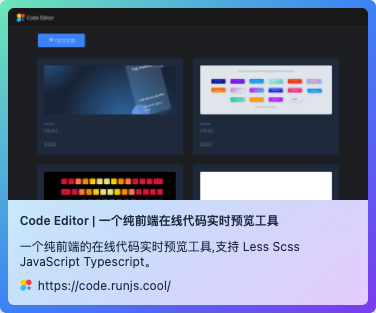 Code Editor
Code Editor | 一个纯前端在线代码实时预览工具
一个纯前端的在线代码实时预览工具,支持 Less Scss
JavaScript Typescript。
https://code.runjs.cool/